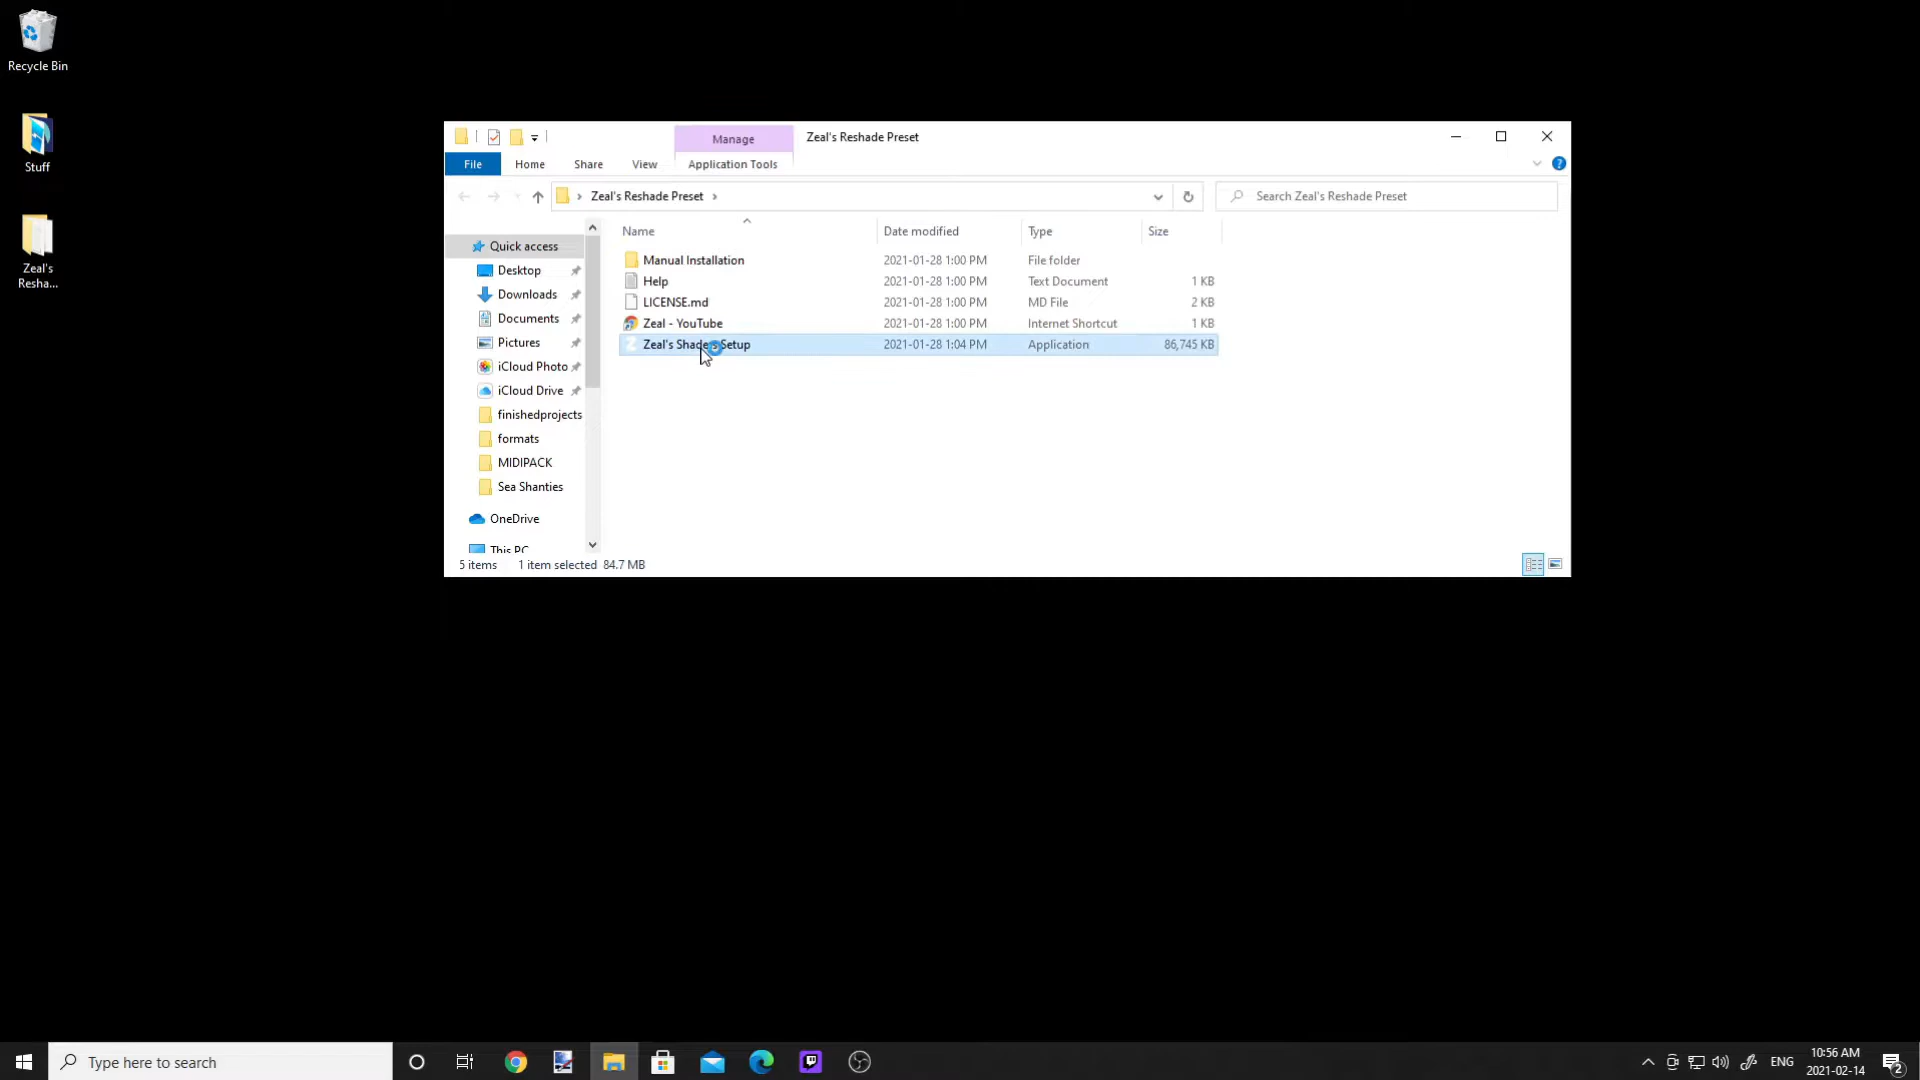 Recycle Bin
Stuff
Zeal's
Resha...
Manage
Zeal's Reshade Preset
File
Home
Share
View
Application Tools
Zeal's Reshade Preset
Search Zeal's Reshade Preset
Name
Date modified
Type
Size
Quick access
Desktop
Downloads
Documents
Pictures
iCloud Photo
iCloud Drive
finishedprojects
formats
MIDIPACK
Sea Shanties
OneDrive
This PC
Manual Installation 2021-01-28 1:00 PM File folder
Help 2021-01-28 1:00 PM Text Document 1 KB
LICENSE.md 2021-01-28 1:00 PM MD File 2 KB
Zeal - YouTube 2021-01-28 1:00 PM Internet Shortcut 1 KB
Zeal's Shaders Setup 2021-01-28 1:04 PM Application 86,745 KB
5 items 1 item selected 84.7 MB
Type here to search
ENG
10:56 AM
2021-02-14
2